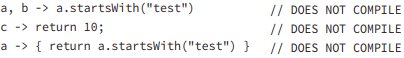 a, b -> a.startsWith("test") // DOES NOT COMPILE
c -> return 10; // DOES NOT COMPILE
a -> { return a.startsWith("test") } // DOES NOT COMPILE